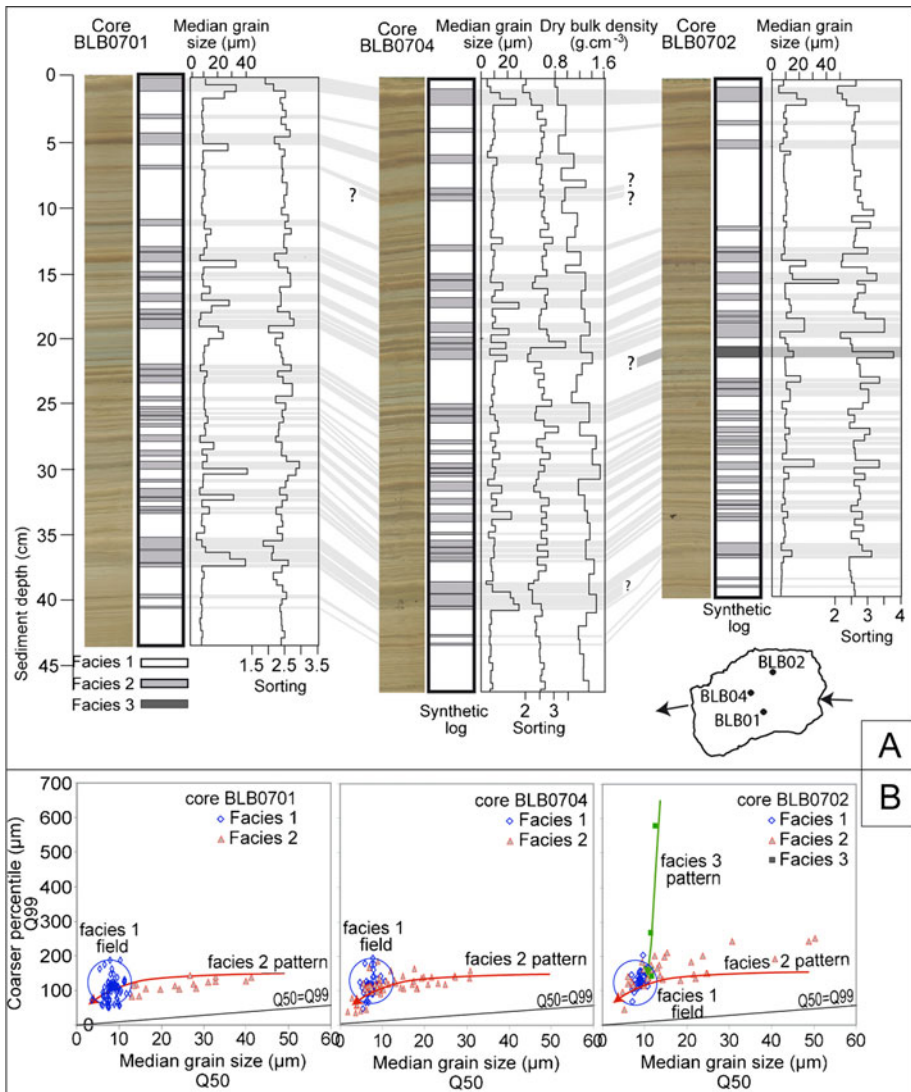 Core
BLB0701
Median grain
size (µm)
0 20 40
Core
BLB0704
Median grain
size (µm)
0 20
Dry bulk density
(g.cm⁻³)
0.8 1.2 1.6
Core
BLB0702
Median grain
size (µm)
0 20 40
0
5
10
15
20
25
30
35
40
45
Sediment depth (cm)
?
?
?
?
?
Facies 1
Facies 2
Facies 3
1.5 2.5 3.5
Sorting
Synthetic
log
2 3
Sorting
Synthetic
log
2 3 4
Sorting
BLB02
BLB04
BLB01
A
B
700
600
500
400
300
200
100
0
Coarser percentile (µm)
Q99
core BLB0701
Facies 1
Facies 2
facies 1
field
facies 2 pattern
Q50=Q99
0 10 20 30 40 50 60
Median grain size (µm)
Q50
core BLB0704
Facies 1
Facies 2
facies 1
field
facies 2 pattern
Q50=Q99
0 10 20 30 40 50 60
Median grain size (µm)
Q50
core BLB0702
Facies 1
Facies 2
Facies 3
facies 3
pattern
facies 2 pattern
facies 1
field
Q50=Q99
0 10 20 30 40 50 60
Median grain size (µm)
Q50